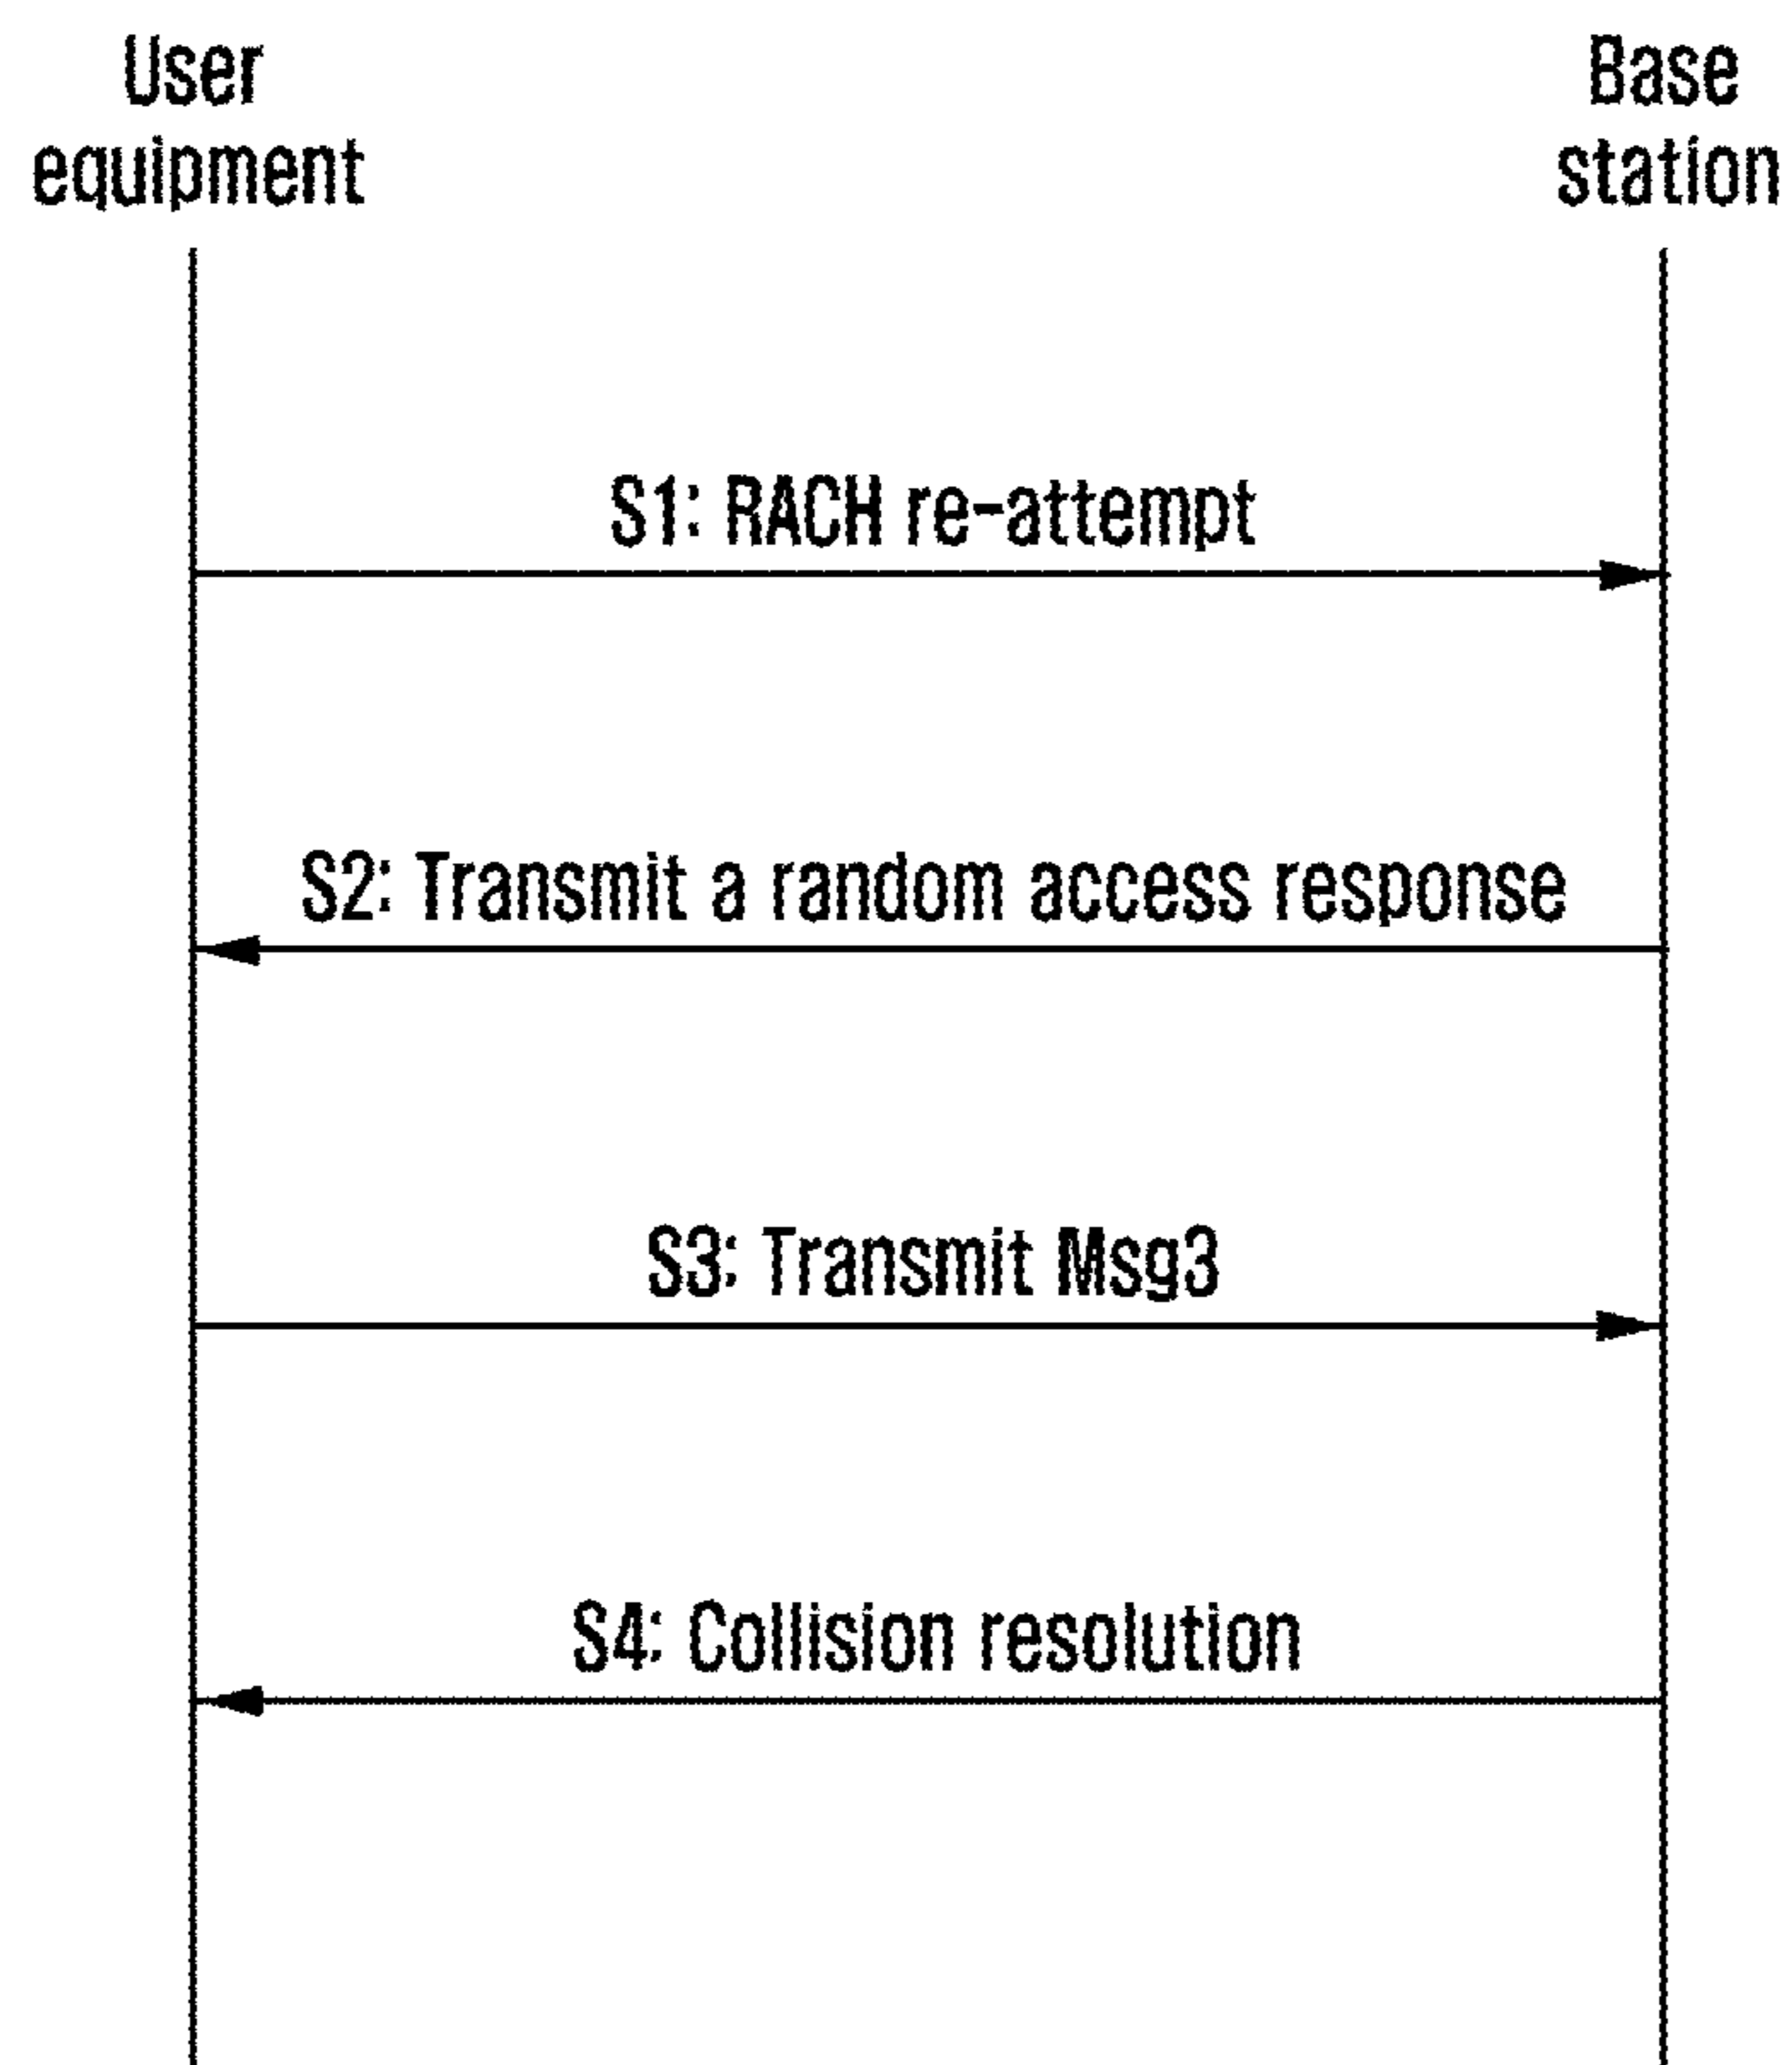 User
equipment
Base
station
S1: RACH re-attempt
S2: Transmit a random access response
S3: Transmit Msg3
S4: Collision resolution